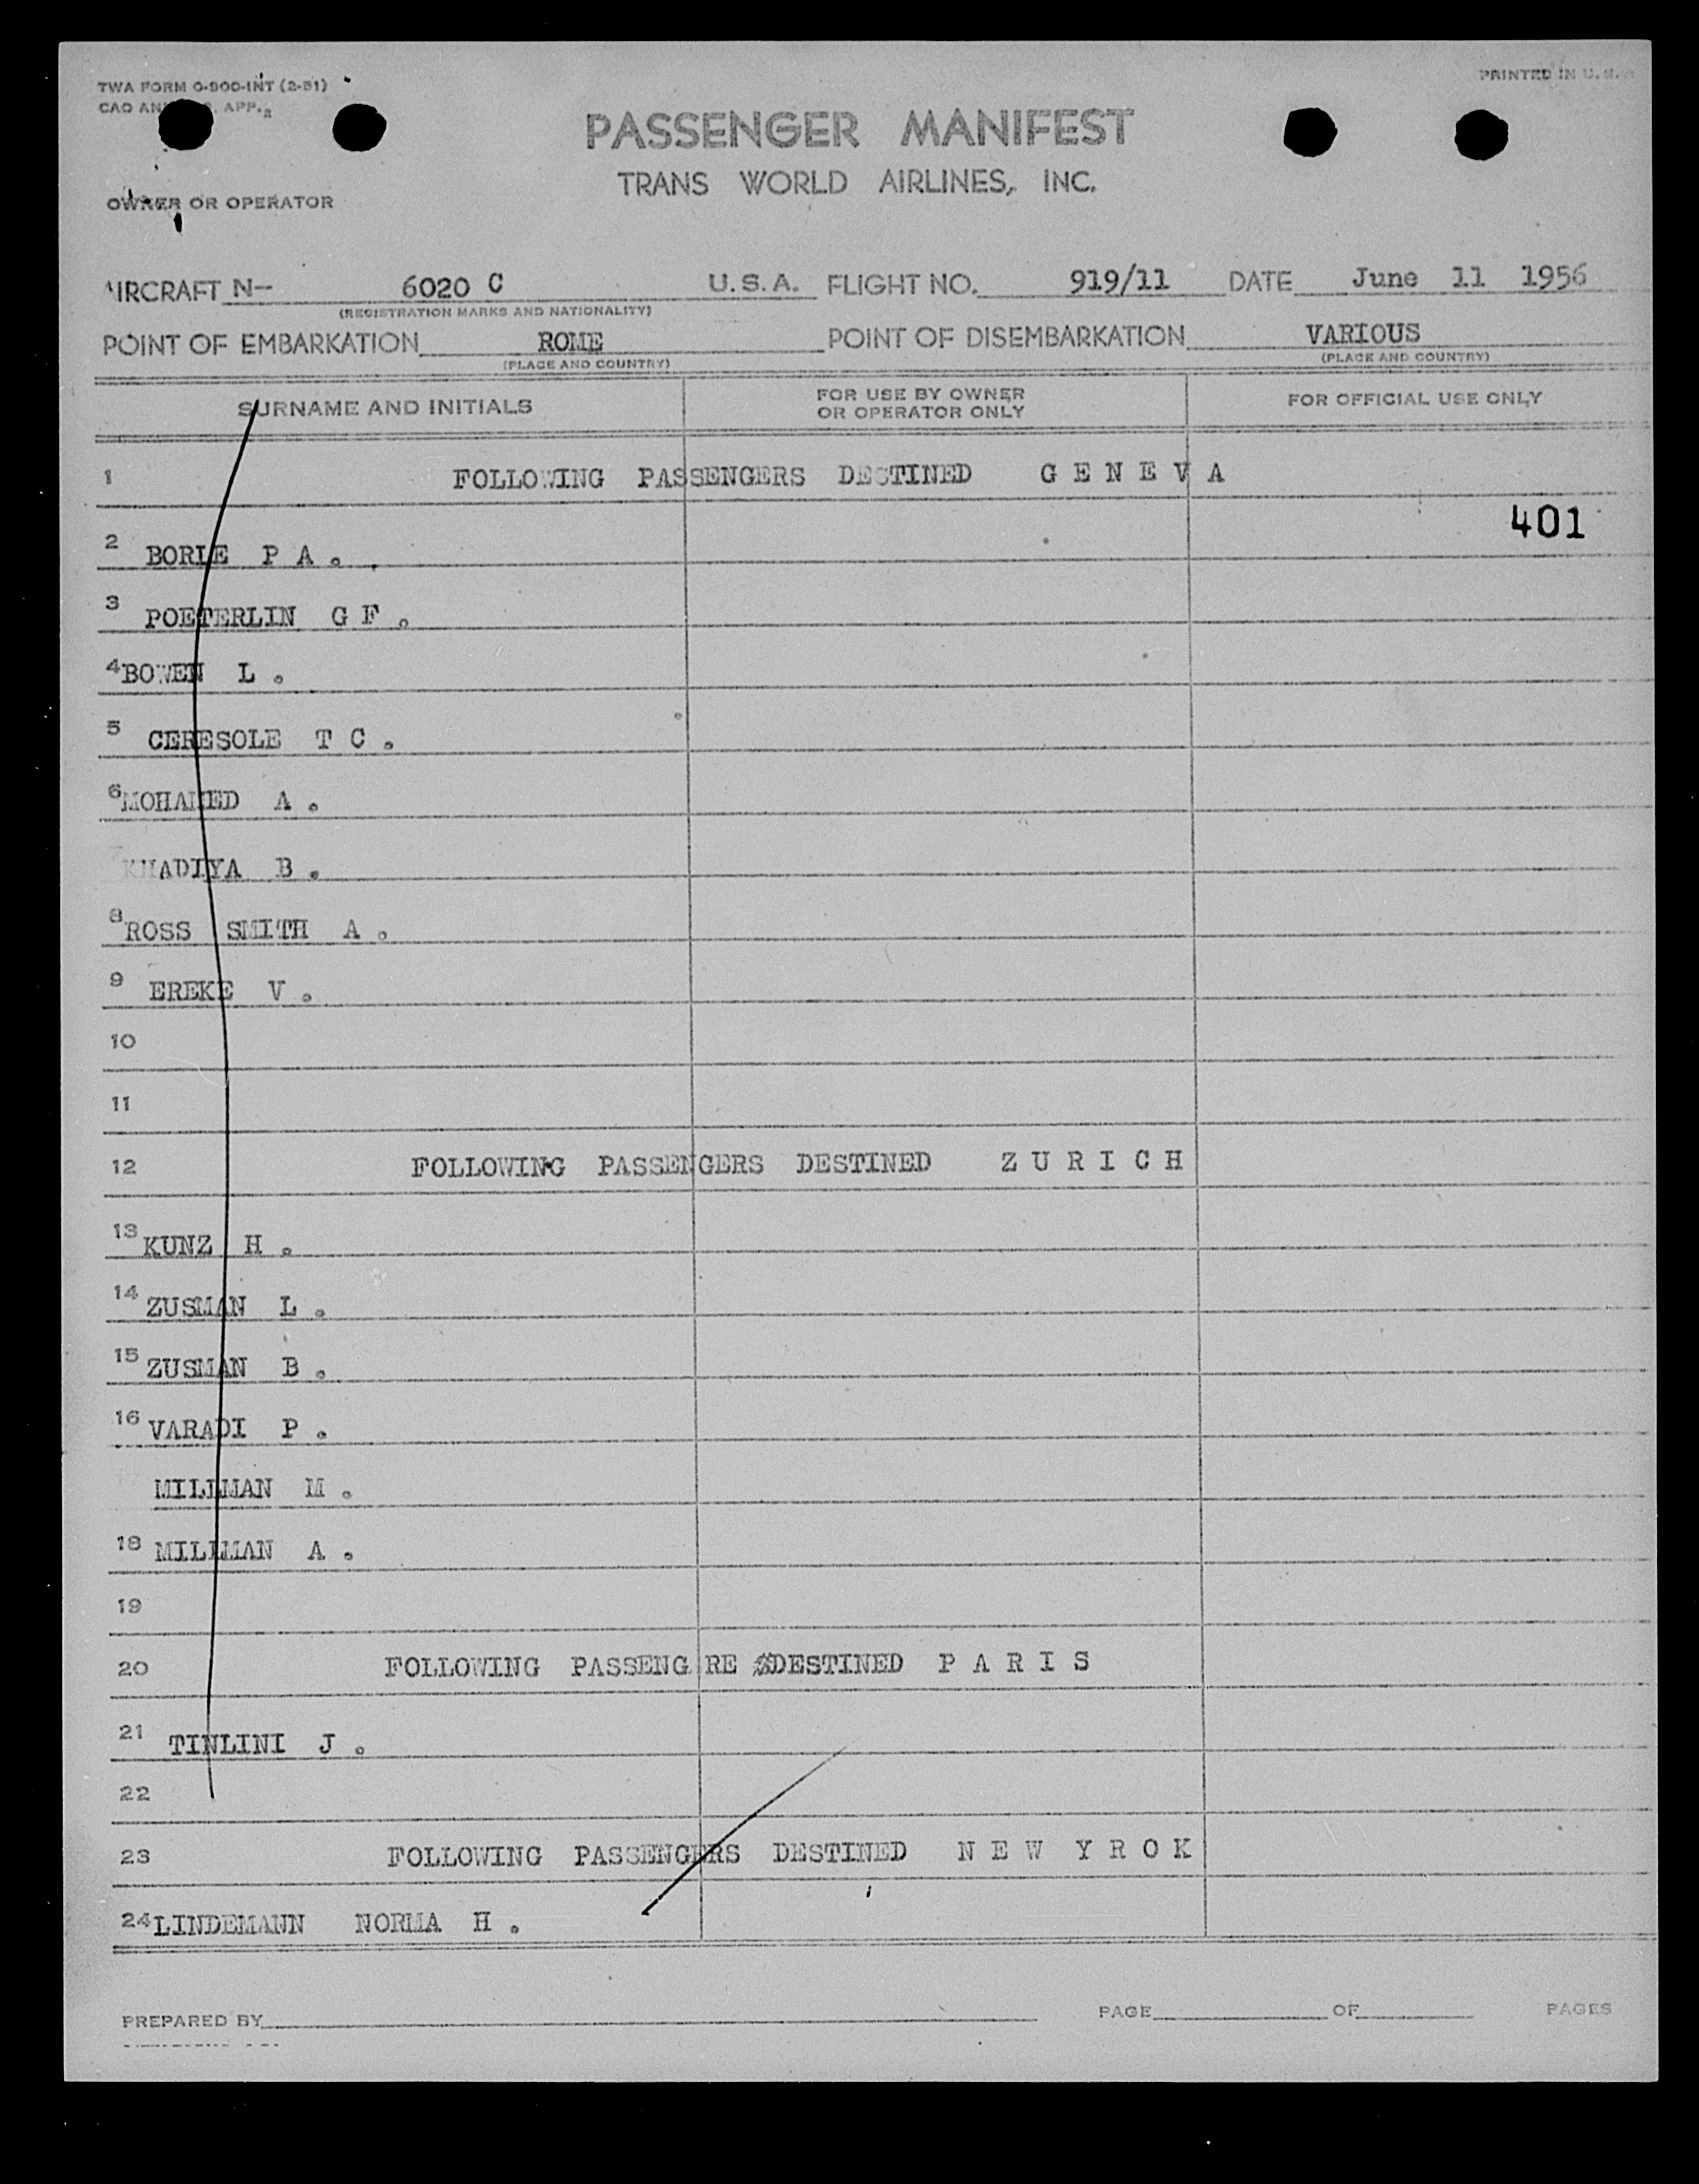 TWA FORM O-900-INT (2-51)
PRINTED IN U.S.A
APP.
PASSENGER MANIFEST
TRANS WORLD AIRLINES, INC.
OWNER OR OPERATOR
AIRCRAFT N- 6020 C U.S.A. FLIGHT NO. 919/11 DATE June 11 1956
(REGISTRATION MARKS AND NATIONALITY)
POINT OF EMBARKATION ROME POINT OF DISEMBARKATION VARIOUS
(PLACE AND COUNTRY) (PLACE AND COUNTRY)
SURNAME AND INITIALS FOR USE BY OWNER OR OPERATOR ONLY FOR OFFICIAL USE ONLY
1 FOLLOWING PASSENGERS DESTINED G E N E V A
401
2 BORLE P A .
3 POETERLIN G F .
4 BOWEN L .
5 CERESOLE T C .
6 MOHAMED A .
7 KHADIYA B .
8 ROSS SMITH A .
9 EREKE V .
10
11
12 FOLLOWING PASSENGERS DESTINED Z U R I C H
13 KUNZ H .
14 ZUSMAN L .
15 ZUSMAN B .
16 VARADI P .
MILLMAN M .
18 MILLMAN A .
19
20 FOLLOWING PASSENG RE SDESTINED P A R I S
21 TINLINI J .
22
23 FOLLOWING PASSENGERS DESTINED N E W Y R O K
24 LINDEMANN NORMA H .
PREPARED BY PAGE OF PAGES